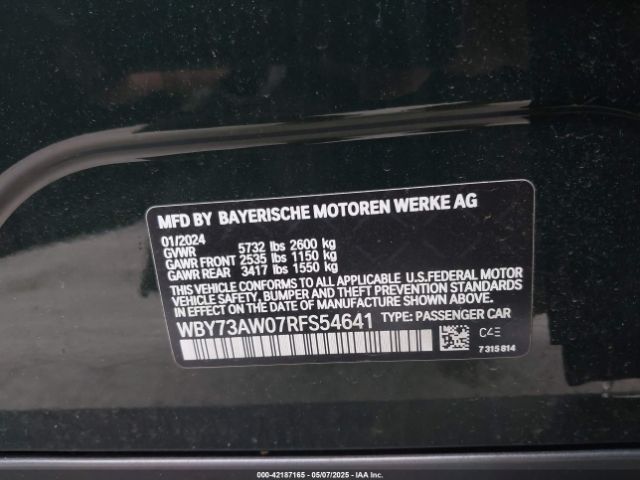 MFD BY BAYERISCHE MOTOREN WERKE AG
01/2024
GVWR 5732 lbs 2600 kg
GAWR FRONT 2535 lbs 1150 kg
GAWR REAR 3417 lbs 1550 kg
THIS VEHICLE CONFORMS TO ALL APPLICABLE U.S.FEDERAL MOTOR
VEHICLE SAFETY, BUMPER AND THEFT PREVENTION STANDARDS
IN EFFECT ON THE DATE OF MANUFACTURE SHOWN ABOVE.
WBY73AW07RFS54641 TYPE: PASSENGER CAR
C4E
7315814
000-42187165 - 05/07/2025 - IAA Inc.